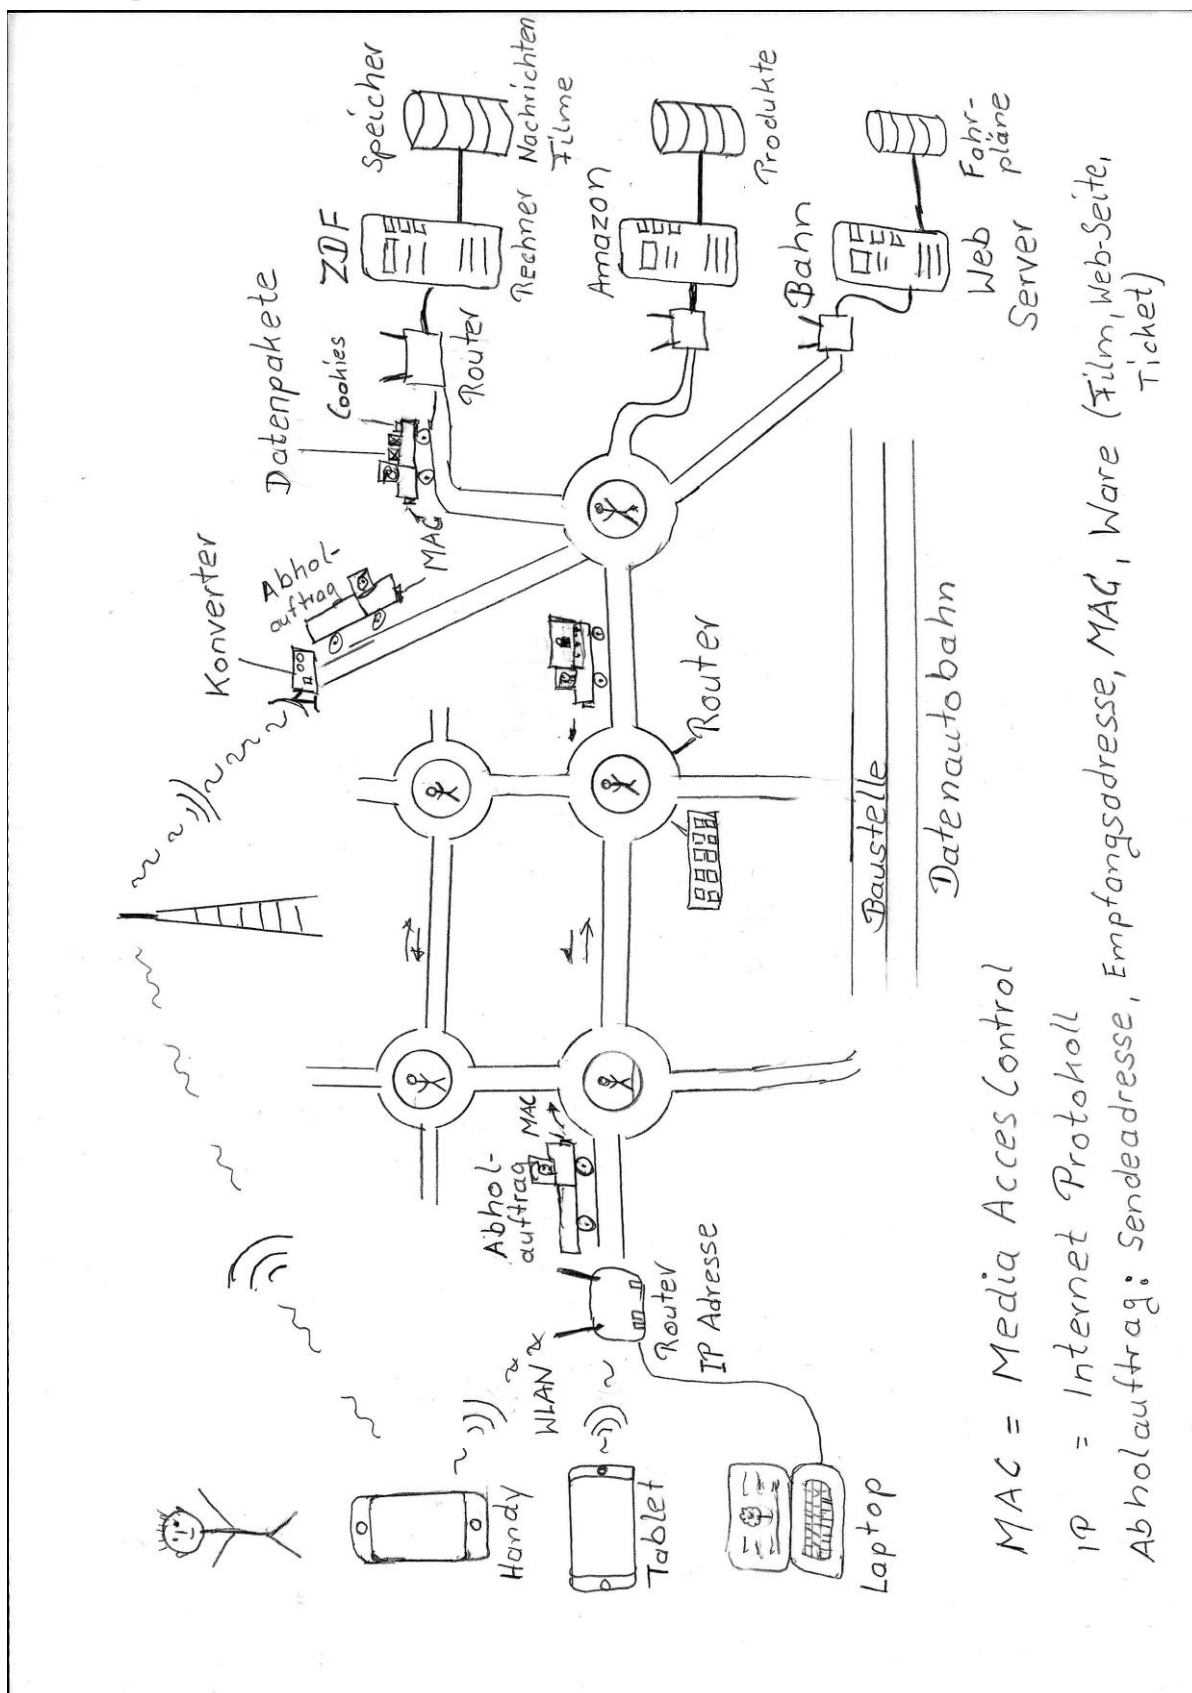 Speicher
Nachrichten
Filme
ZDF
Rechner
Datenpakete
Cookies
Router
MAC
Konverter
Abhol-
auftrag
Produkte
Amazon
Fahr-
pläne
Bahn
Web
Server
Router
Baustelle
Datenautobahn
Abhol-
auftrag
MAC
WLAN
Router
IP Adresse
Handy
Tablet
Laptop
MAC = Media Acces Control
IP = Internet Protokoll
Abholauftrag: Sendeadresse, Empfangsadresse, MAC, Ware (Film, Web-Seite,
Ticket)